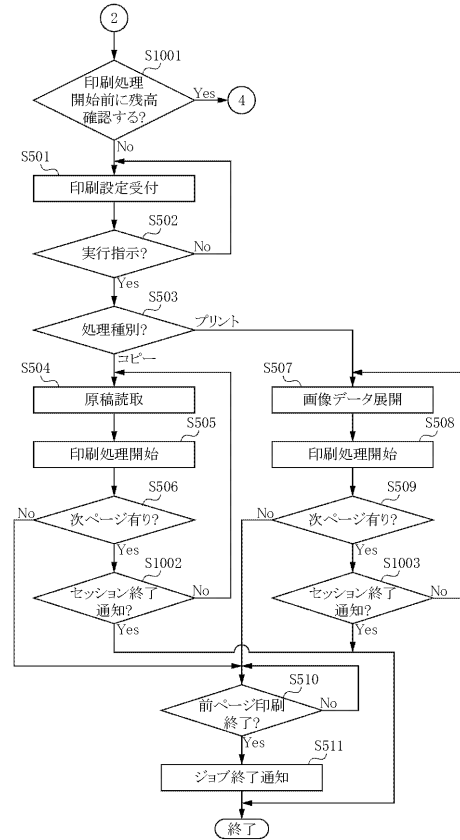 2
S1001
印刷処理
開始前に残高
確認する?
Yes
4
No
S501
印刷設定受付
S502
実行指示?
No
Yes
S503
処理種別?
プリント
コピー
S504
原稿読取
S507
画像データ展開
S505
印刷処理開始
S508
印刷処理開始
S506
No
次ページ有り?
S509
No
次ページ有り?
Yes
Yes
S1002
セッション終了
通知?
No
S1003
セッション終了
通知?
No
Yes
Yes
S510
前ページ印刷
終了?
No
Yes
S511
ジョブ終了通知
終了